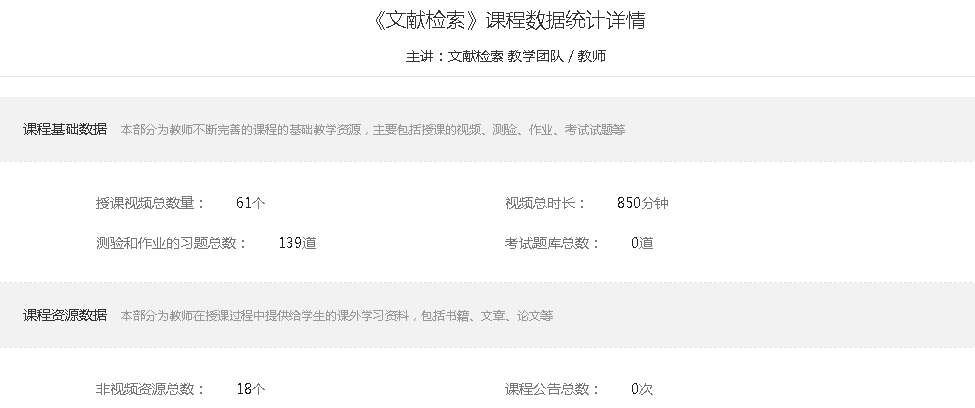 《文献检索》课程数据统计详情
主讲：文献检索 教学团队 / 教师
课程基础数据 本部分为教师不断完善的课程的基础教学资源，主要包括授课的视频、测验、作业、考试试题等
授课视频总数量： 61个 视频总时长： 850分钟
测验和作业的习题总数： 139道 考试题库总数： 0道
课程资源数据 本部分为教师在授课过程中提供给学生的课外学习资料，包括书籍、文章、论文等
非视频资源总数： 18个 课程公告总数： 0次